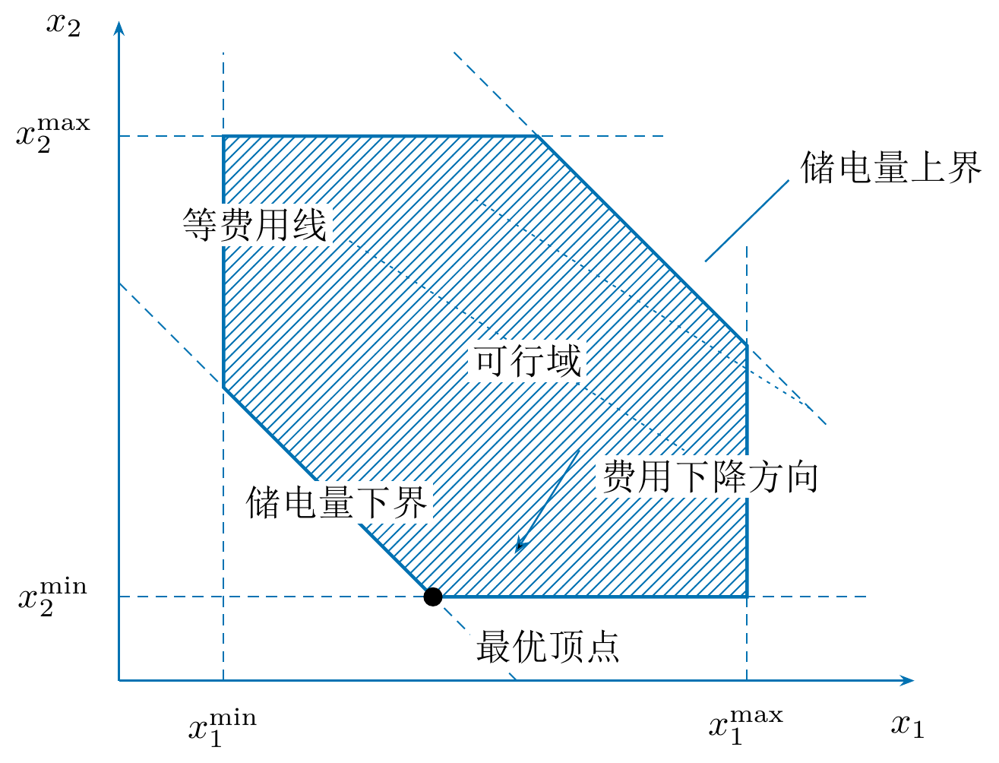 x₂
x₂ᵐᵃˣ
储电量上界
等费用线
可行域
费用下降方向
储电量下界
x₂ᵐⁱⁿ
最优顶点
x₁ᵐⁱⁿ
x₁ᵐᵃˣ
x₁